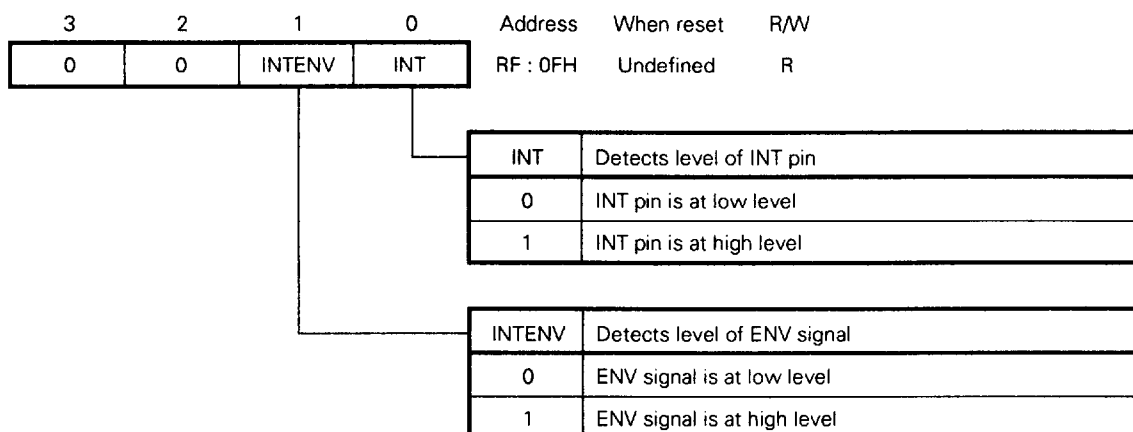 3 2 1 0 Address When reset R/W
0 0 INTENV INT RF : 0FH Undefined R
INT Detects level of INT pin
0 INT pin is at low level
1 INT pin is at high level
INTENV Detects level of ENV signal
0 ENV signal is at low level
1 ENV signal is at high level